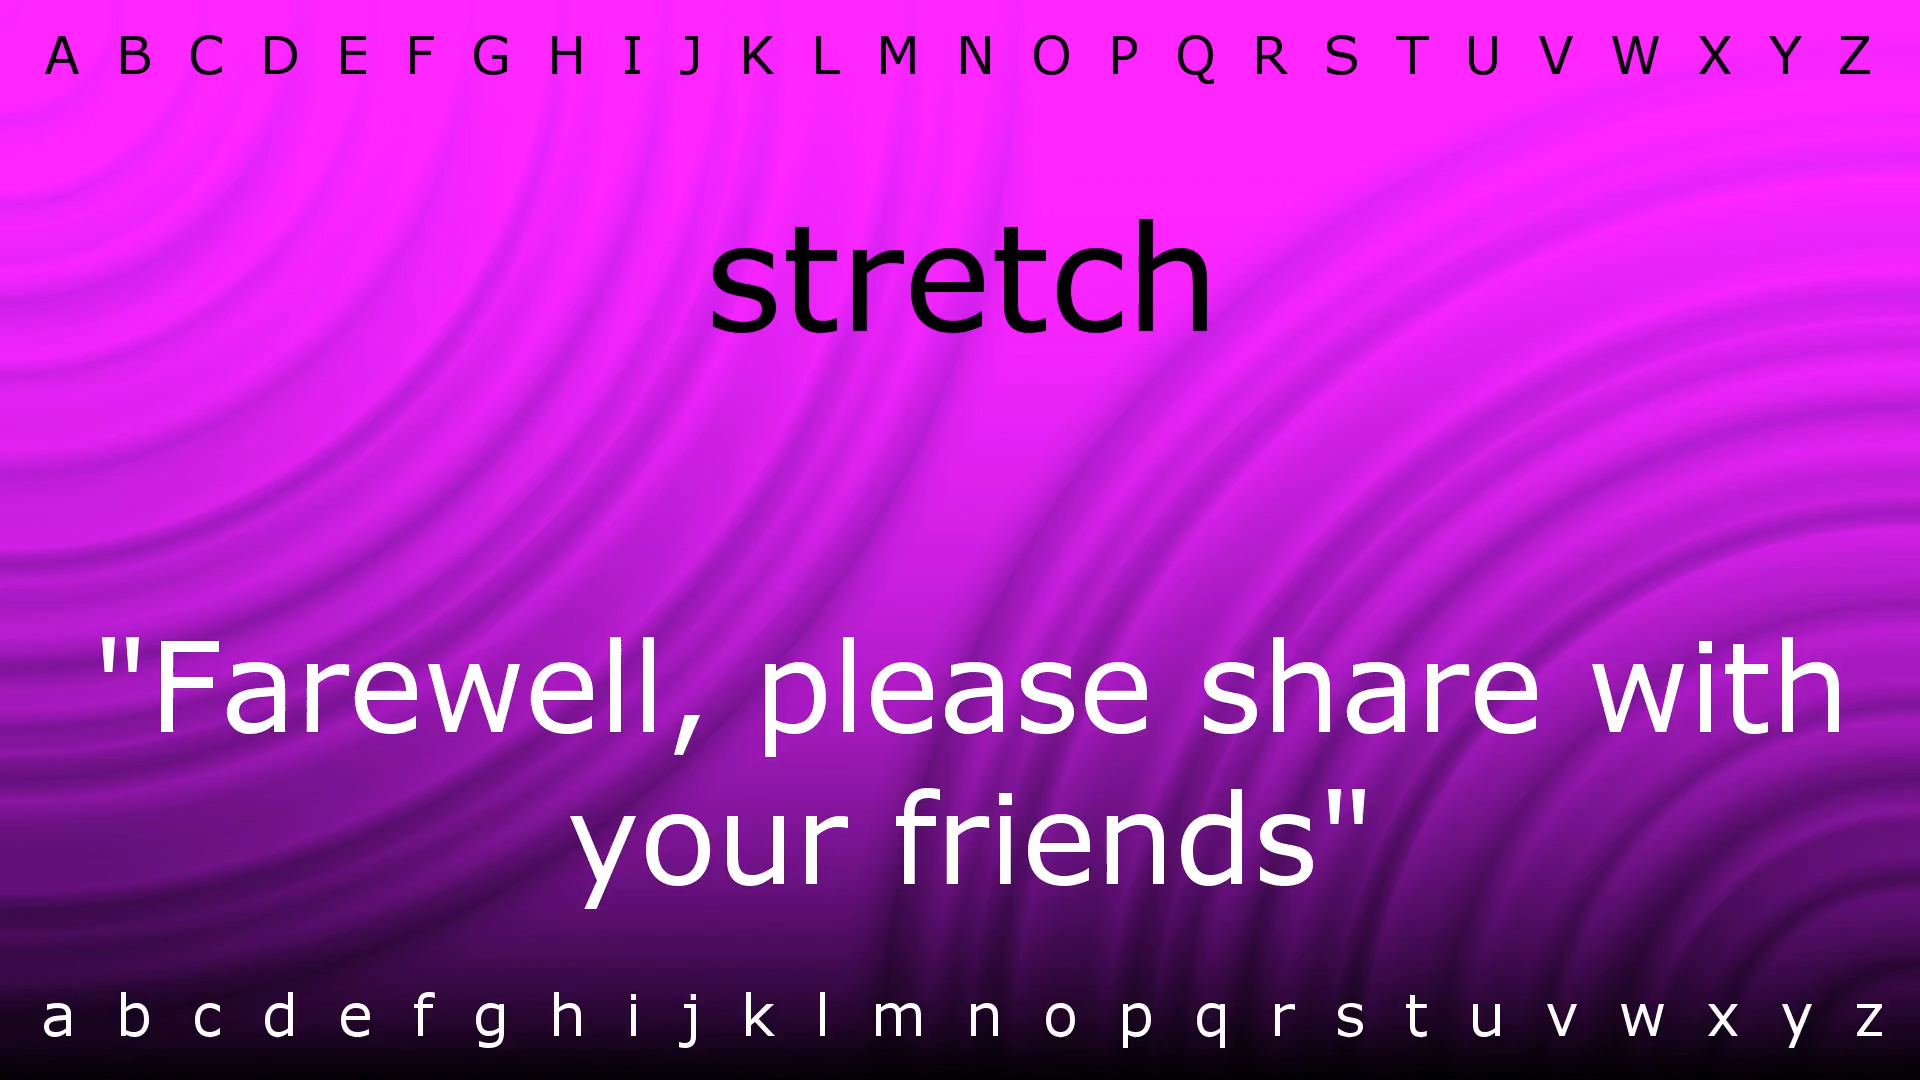 A B C D E F G H I J K L M N O P Q R S T U V W X Y Z
stretch
"Farewell, please share with
your friends"
a b c d e f g h i j k l m n o p q r s t u v w x y z